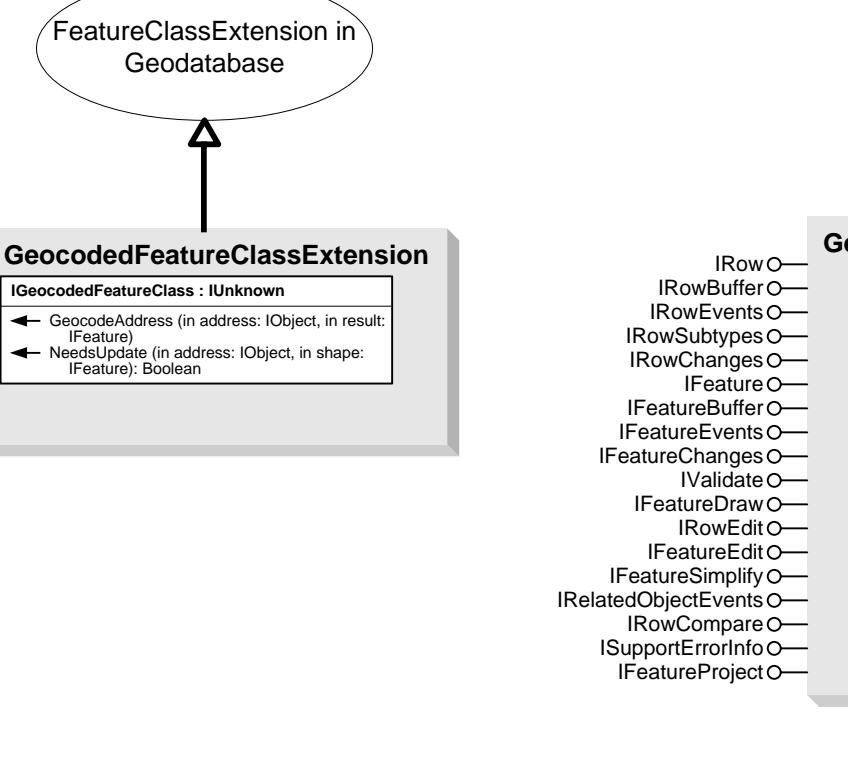 FeatureClassExtension in
Geodatabase
GeocodedFeatureClassExtension
IGeocodedFeatureClass : IUnknown
GeocodeAddress (in address: IObject, in result:
IFeature)
NeedsUpdate (in address: IObject, in shape:
IFeature): Boolean
IRow
IRowBuffer
IRowEvents
IRowSubtypes
IRowChanges
IFeature
IFeatureBuffer
IFeatureEvents
IFeatureChanges
IValidate
IFeatureDraw
IRowEdit
IFeatureEdit
IFeatureSimplify
IRelatedObjectEvents
IRowCompare
ISupportErrorInfo
IFeatureProject